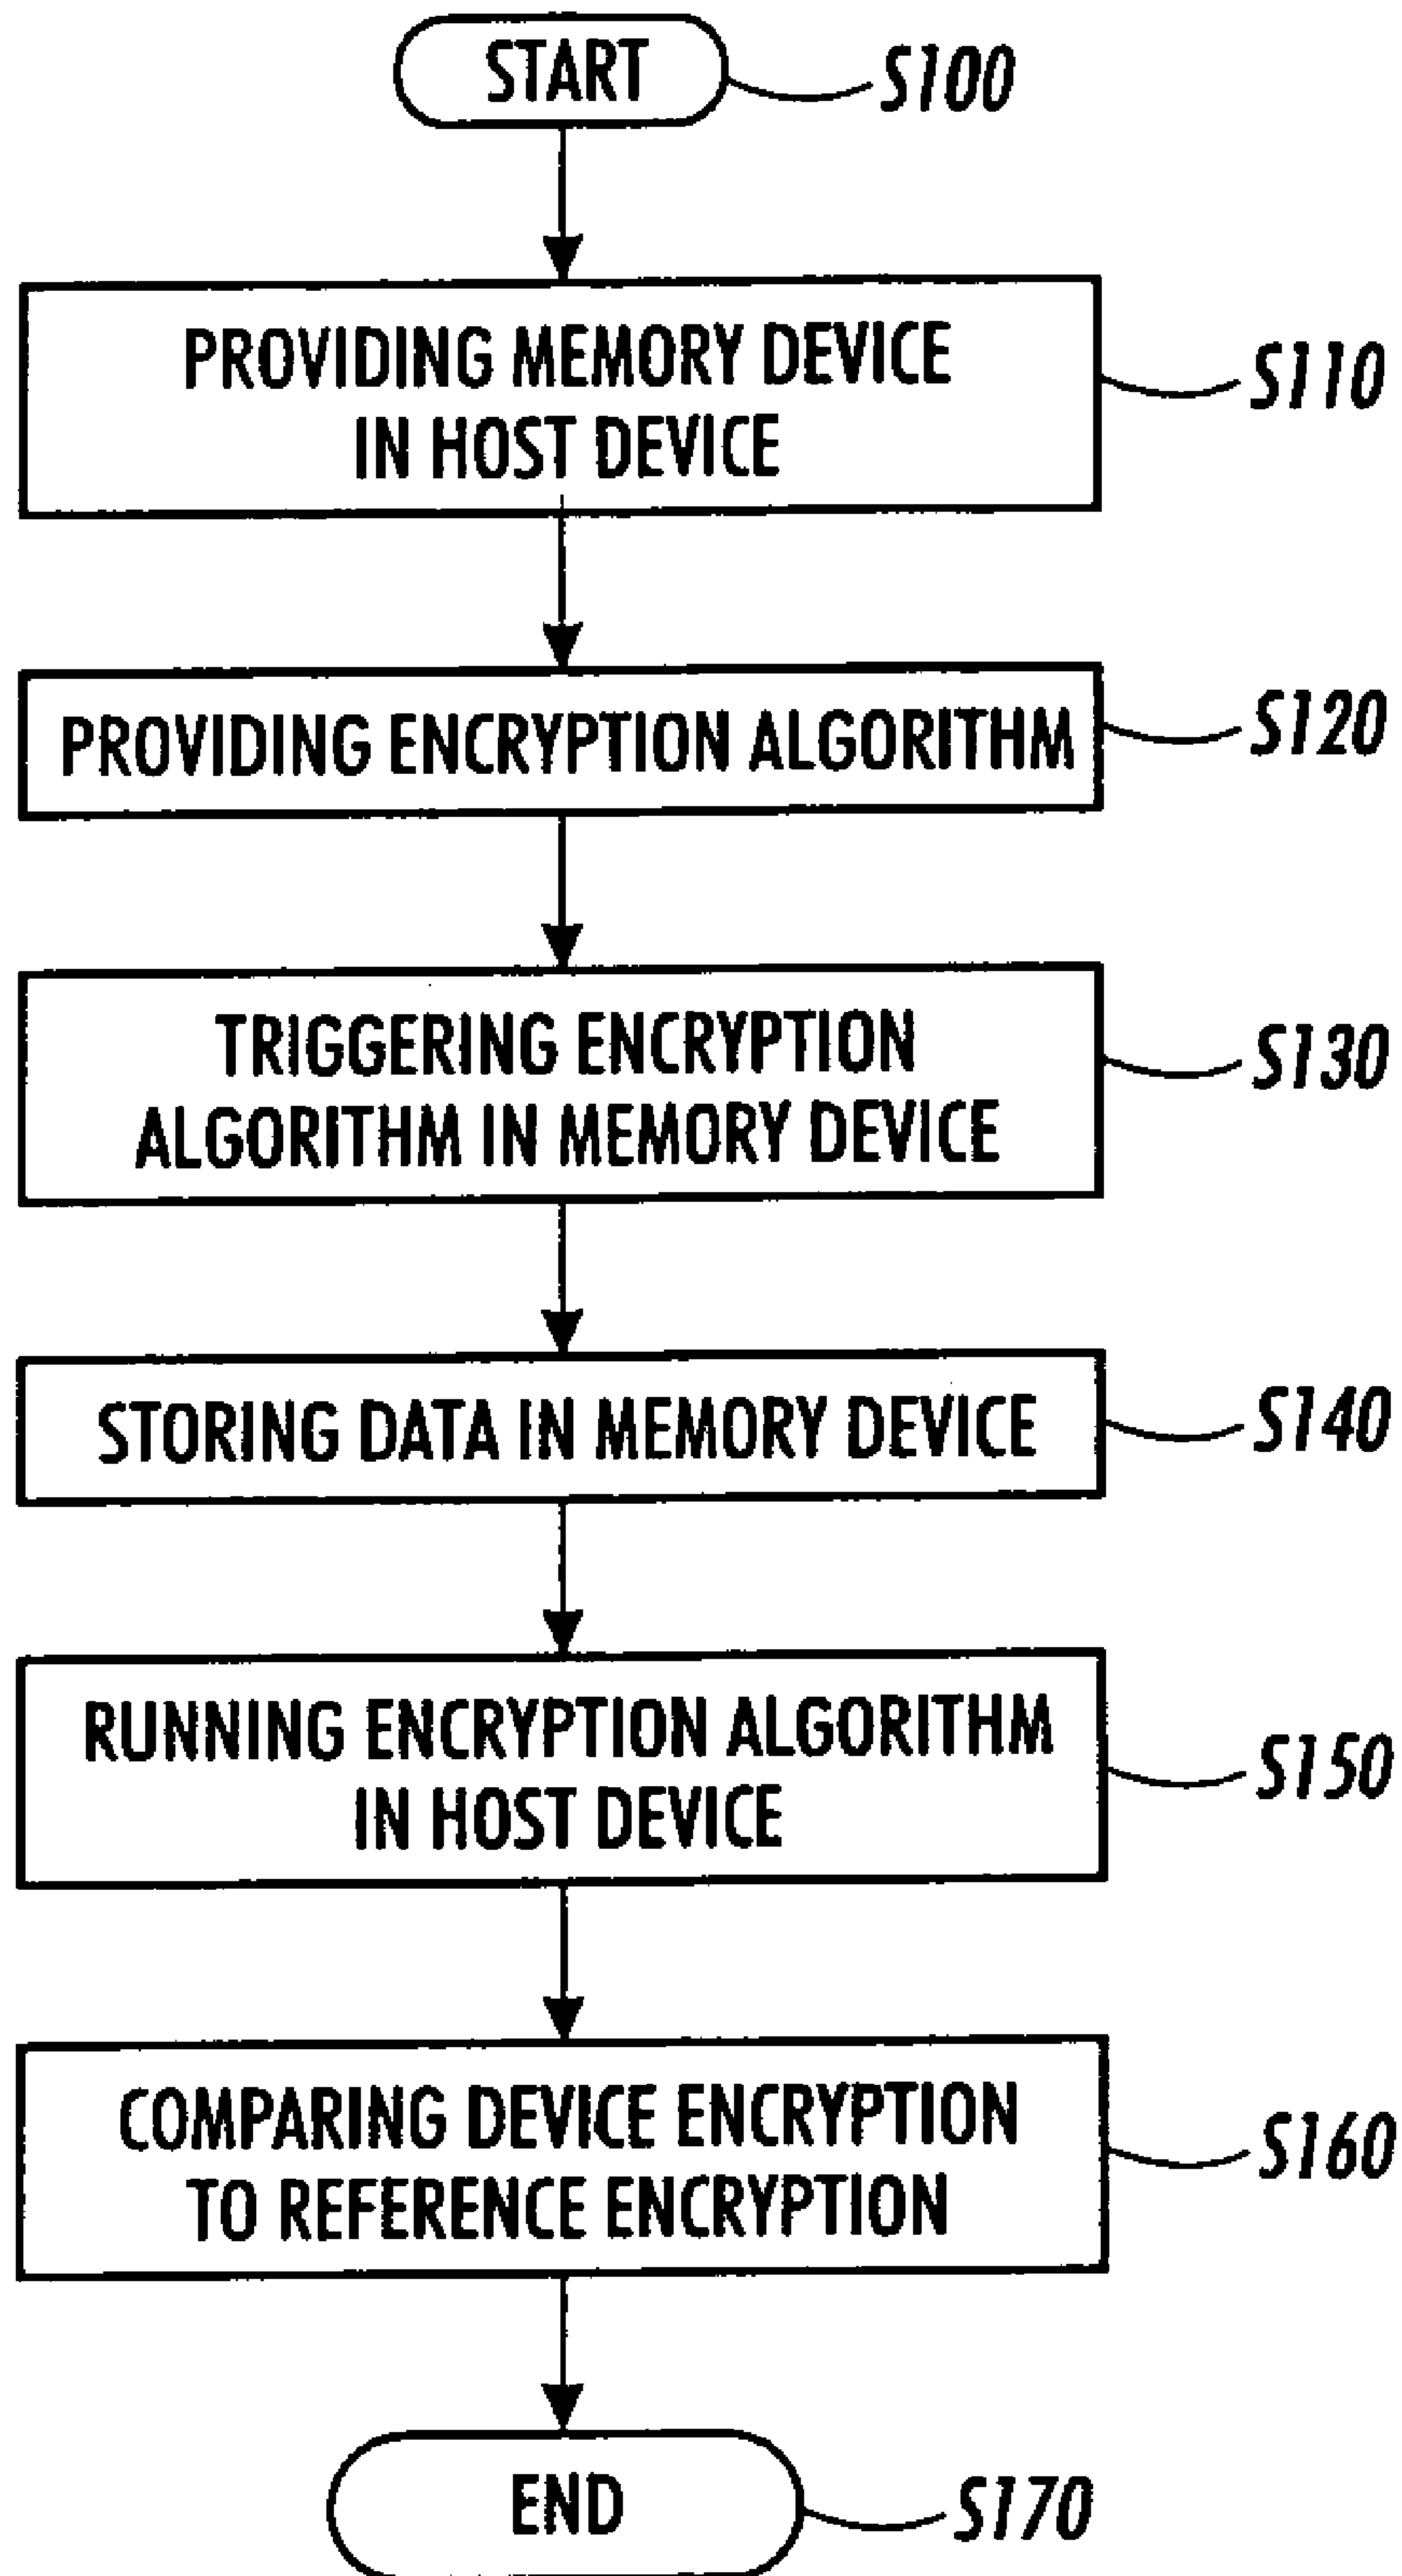 START
S100
PROVIDING MEMORY DEVICE
IN HOST DEVICE
S110
PROVIDING ENCRYPTION ALGORITHM
S120
TRIGGERING ENCRYPTION
ALGORITHM IN MEMORY DEVICE
S130
STORING DATA IN MEMORY DEVICE
S140
RUNNING ENCRYPTION ALGORITHM
IN HOST DEVICE
S150
COMPARING DEVICE ENCRYPTION
TO REFERENCE ENCRYPTION
S160
END
S170